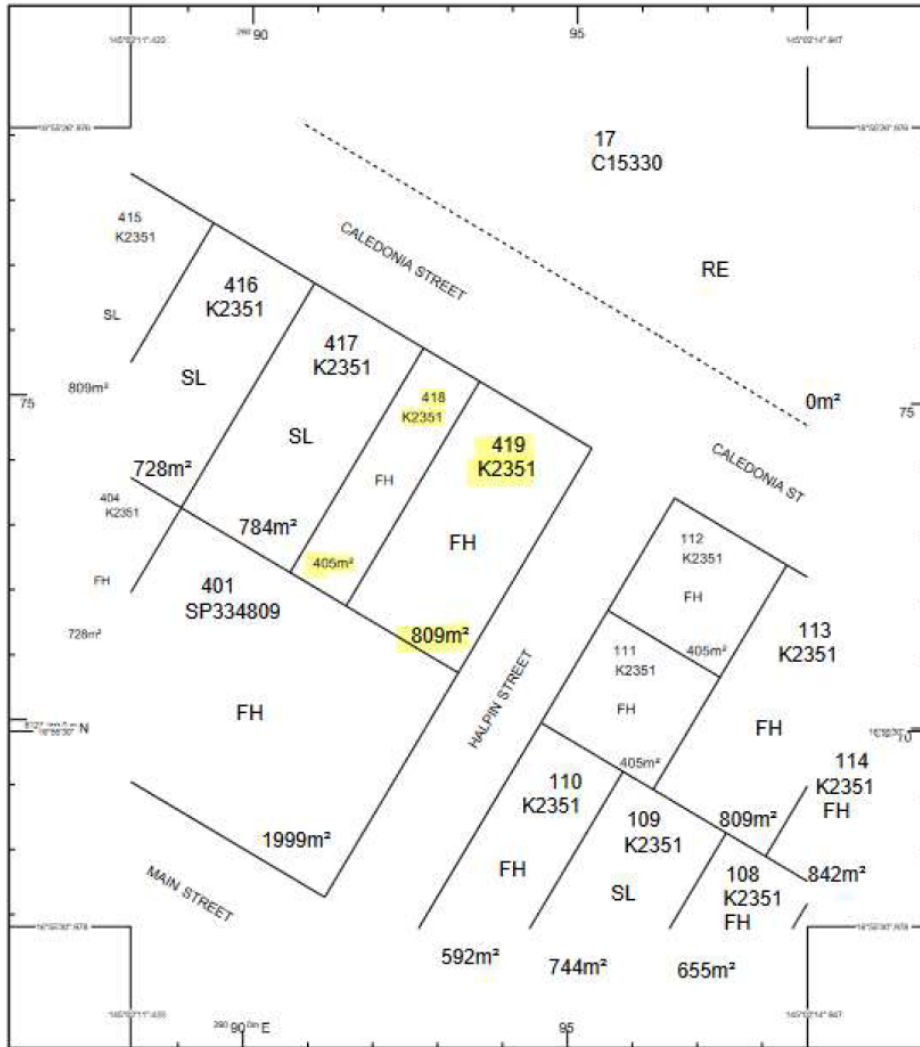 90
95
17
C15330
415
K2351
CALEDONIA STREET
416
K2351
RE
SL
417
K2351
SL
809m²
75
418
K2351
0m²
75
SL
419
K2351
728m²
FH
CALEDONIA ST
404
K2351
784m²
FH
112
K2351
405m²
FH
401
SP334809
FH
728m²
809m²
111
K2351
405m²
113
K2351
FH
HALPIN STREET
FH
FH
N
405m²
110
K2351
114
K2351
FH
109
K2351
809m²
1999m²
FH
SL
108
K2351
FH
842m²
MAIN STREET
592m²
744m²
655m²
90
E
95